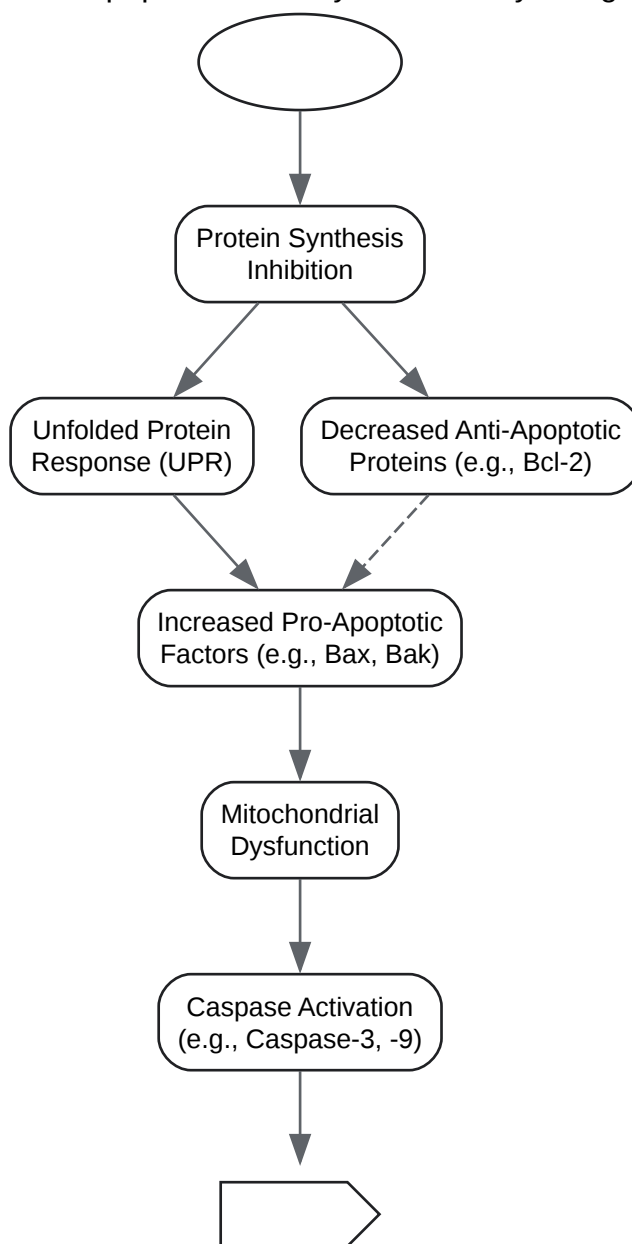 Protein Synthesis
Inhibition
Unfolded Protein
Response (UPR)
Decreased Anti-Apoptotic
Proteins (e.g., Bcl-2)
Increased Pro-Apoptotic
Factors (e.g., Bax, Bak)
Mitochondrial
Dysfunction
Caspase Activation
(e.g., Caspase-3, -9)